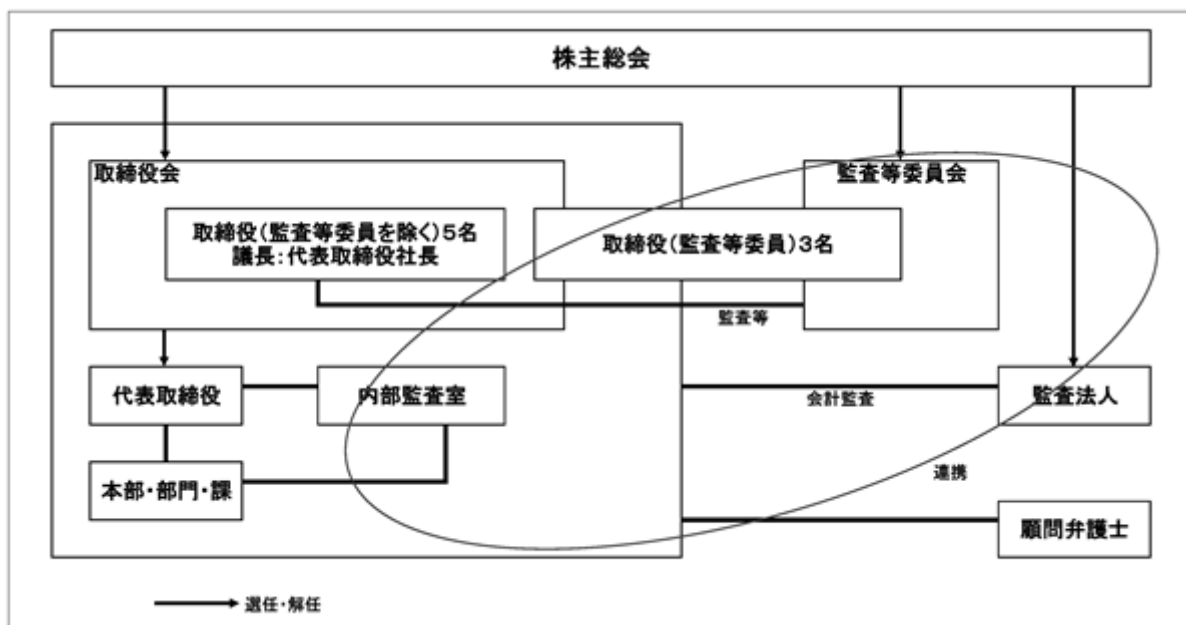 株主総会
取締役会
監査等委員会
取締役(監査等委員を除く)5名
議長:代表取締役社長
取締役(監査等委員)3名
監査等
代表取締役
内部監査室
会計監査
監査法人
連携
本部・部門・課
顧問弁護士
選任・解任